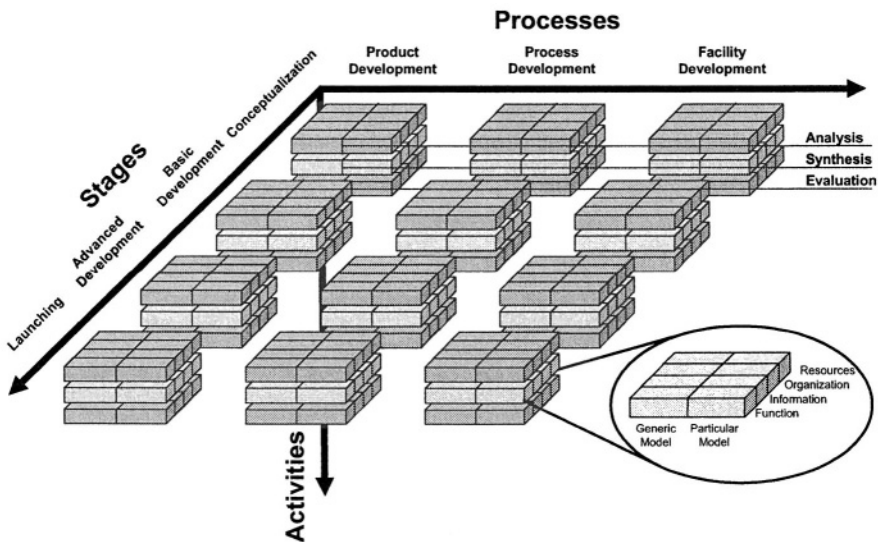 Processes
Product
Development
Process
Development
Facility
Development
Stages
Conceptualization
Basic
Development
Advanced
Development
Launching
Analysis
Synthesis
Evaluation
Activities
Resources
Organization
Information
Function
Generic
Model
Particular
Model